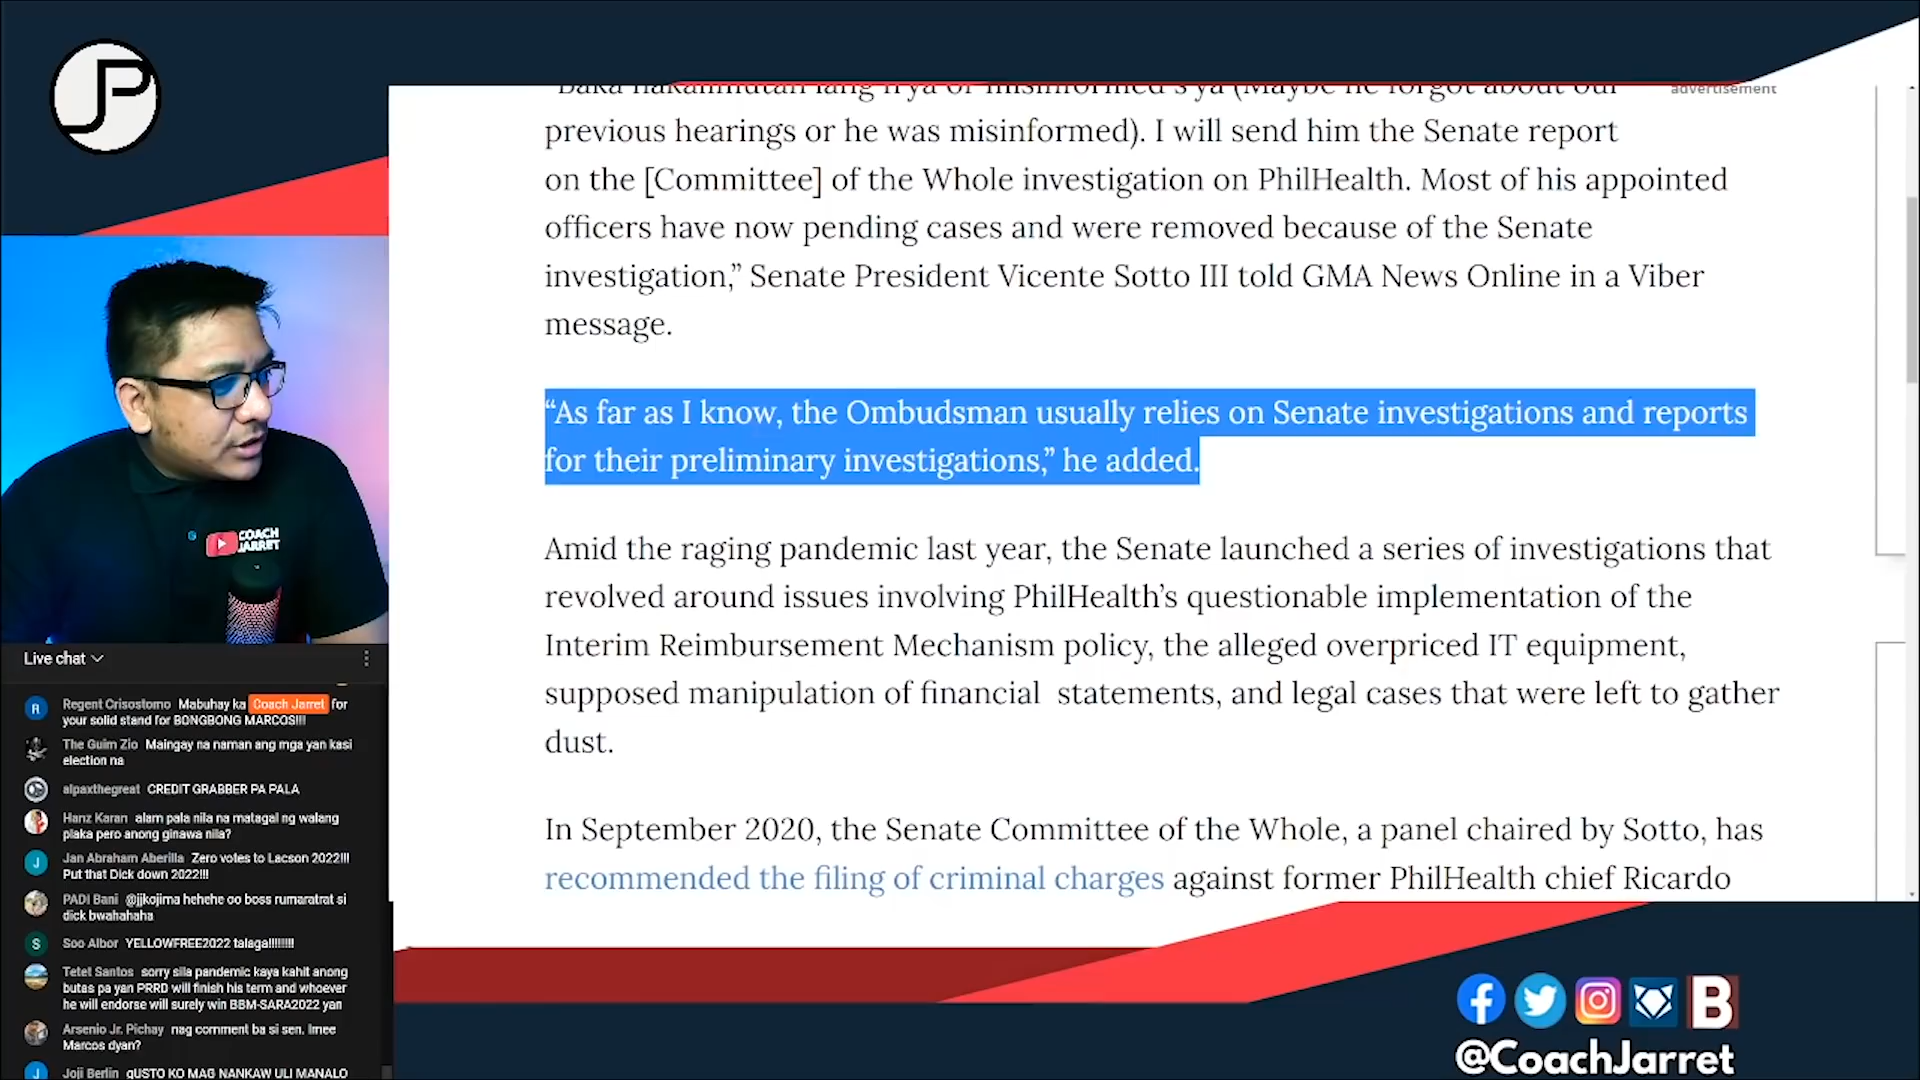 JP
advertisement
previous hearings or he was misinformed). I will send him the Senate report
on the [Committee] of the Whole investigation on PhilHealth. Most of his appointed
officers have now pending cases and were removed because of the Senate
investigation,” Senate President Vicente Sotto III told GMA News Online in a Viber
message.
“As far as I know, the Ombudsman usually relies on Senate investigations and reports
for their preliminary investigations,” he added.
Amid the raging pandemic last year, the Senate launched a series of investigations that
revolved around issues involving PhilHealth’s questionable implementation of the
Interim Reimbursement Mechanism policy, the alleged overpriced IT equipment,
supposed manipulation of financial statements, and legal cases that were left to gather
dust.
In September 2020, the Senate Committee of the Whole, a panel chaired by Sotto, has
recommended the filing of criminal charges against former PhilHealth chief Ricardo
COACH
JARRET
Live chat
R Regent Crisostomo Mabuhay ka Coach Jarret for
your solid stand for BONGBONG MARCOS!!!
The Guim Zio Maingay na naman ang mga yan kasi
election na
alpaxthegreat CREDIT GRABBER PA PALA
Hanz Karan alam pala nila na matagal ng walang
plaka pero anong ginawa nila?
J Jan Abraham Aberilla Zero votes to Lacson 2022!!!
Put that Dick down 2022!!!
PADI Bani @jjkojima hehehe oo boss rumaratrat si
dick bwahahaha
S Soo Albor YELLOWFREE2022 talaga!!!!!!!!
Tetet Santos sorry sila pandemic kaya kahit anong
butas pa yan PRRD will finish his term and whoever
he will endorse will surely win BBM-SARA2022 yan
Arsenio Jr. Pichay nag comment ba si sen. Imee
Marcos dyan?
J Joji Berlin gUSTO KO MAG NANKAW ULI MANALO
B
@CoachJarret